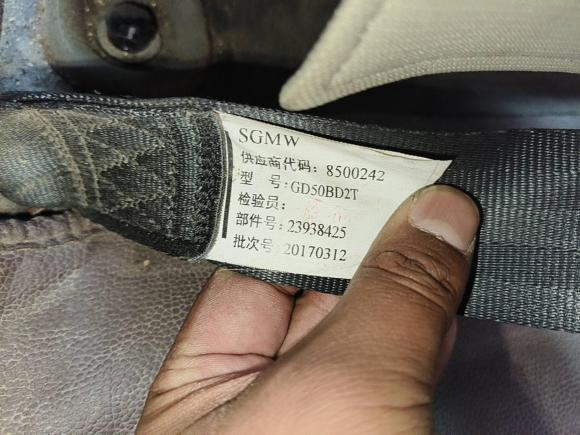 SGMW
供应商代码：8500242
型 号：GD50BD2T
检验员：
部件号：23938425
批次号 20170312